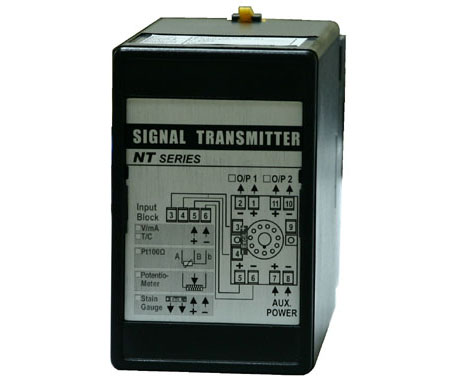 SIGNAL TRANSMITTER
NT SERIES
O/P 1 O/P 2
2 1 11 10
+ - + -
Input
Block
3 4 5 6
3
9
V/mA
T/C
+ -
4
Pt100Ω
A B b
+ - + -
5 6 7 8
Potentio-
Meter
Stain
Gauge
+ -
AUX.
POWER